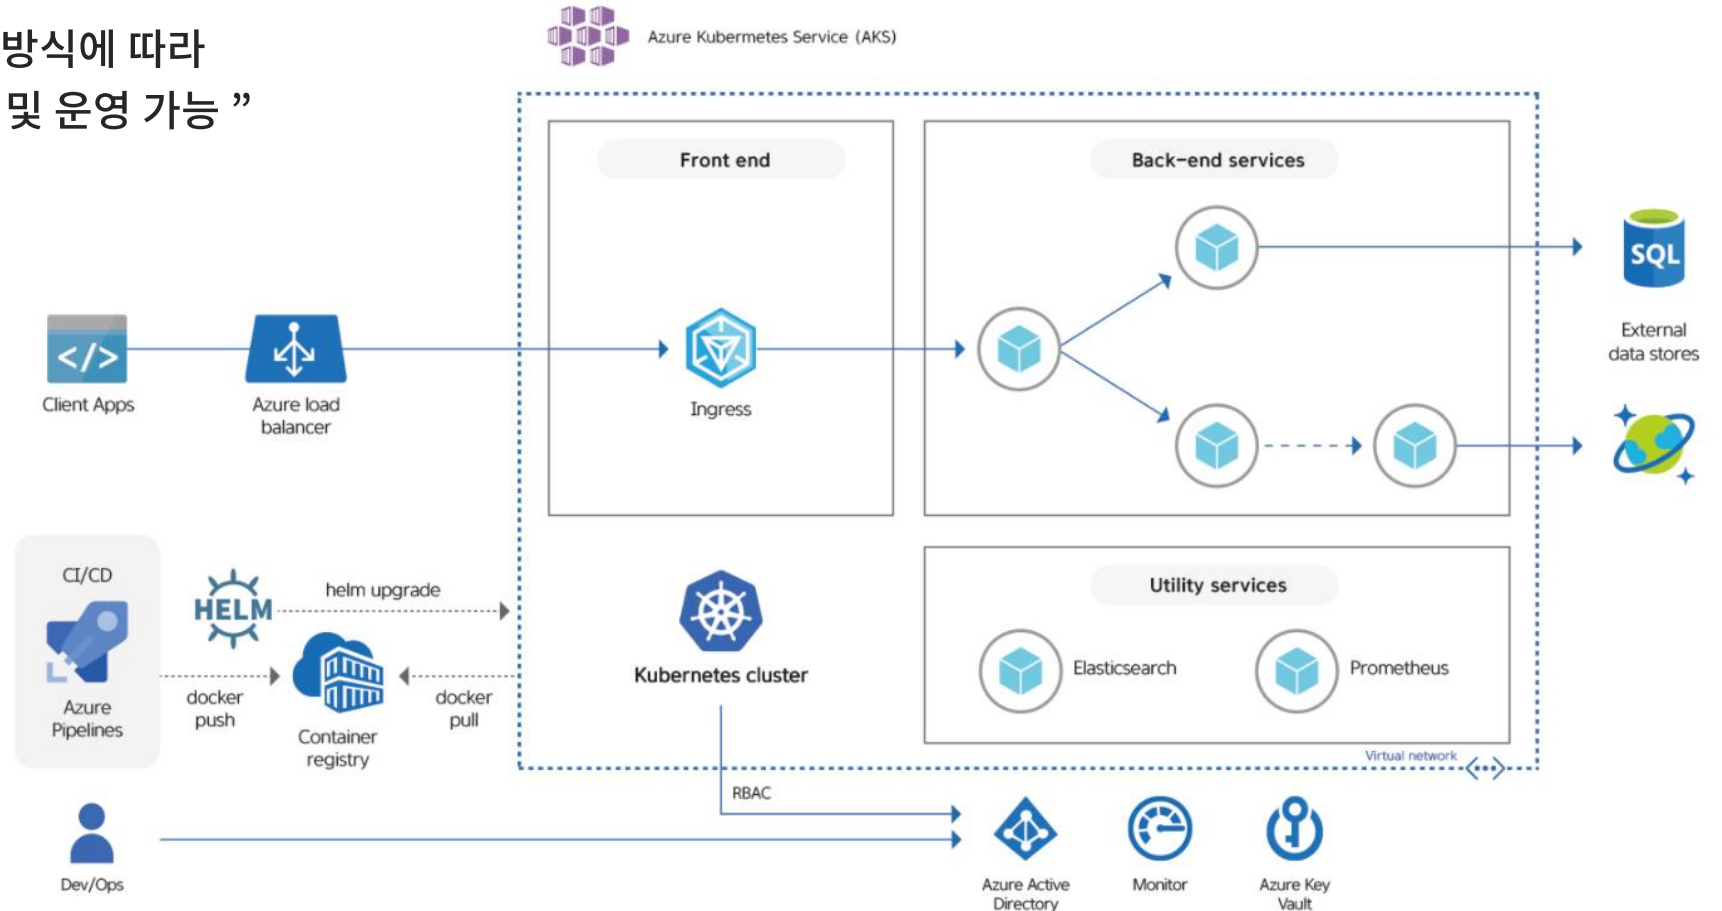 방식에 따라
및 운영 가능 ”
Azure Kubermetes Service (AKS)
Front end
Back-end services
SQL
External
data stores
</>
Client Apps
Azure load
balancer
Ingress
CI/CD
Azure
Pipelines
HELM
helm upgrade
docker
push
Container
registry
docker
pull
Kubernetes cluster
Utility services
Elasticsearch
Prometheus
Virtual network
RBAC
Dev/Ops
Azure Active
Directory
Monitor
Azure Key
Vault